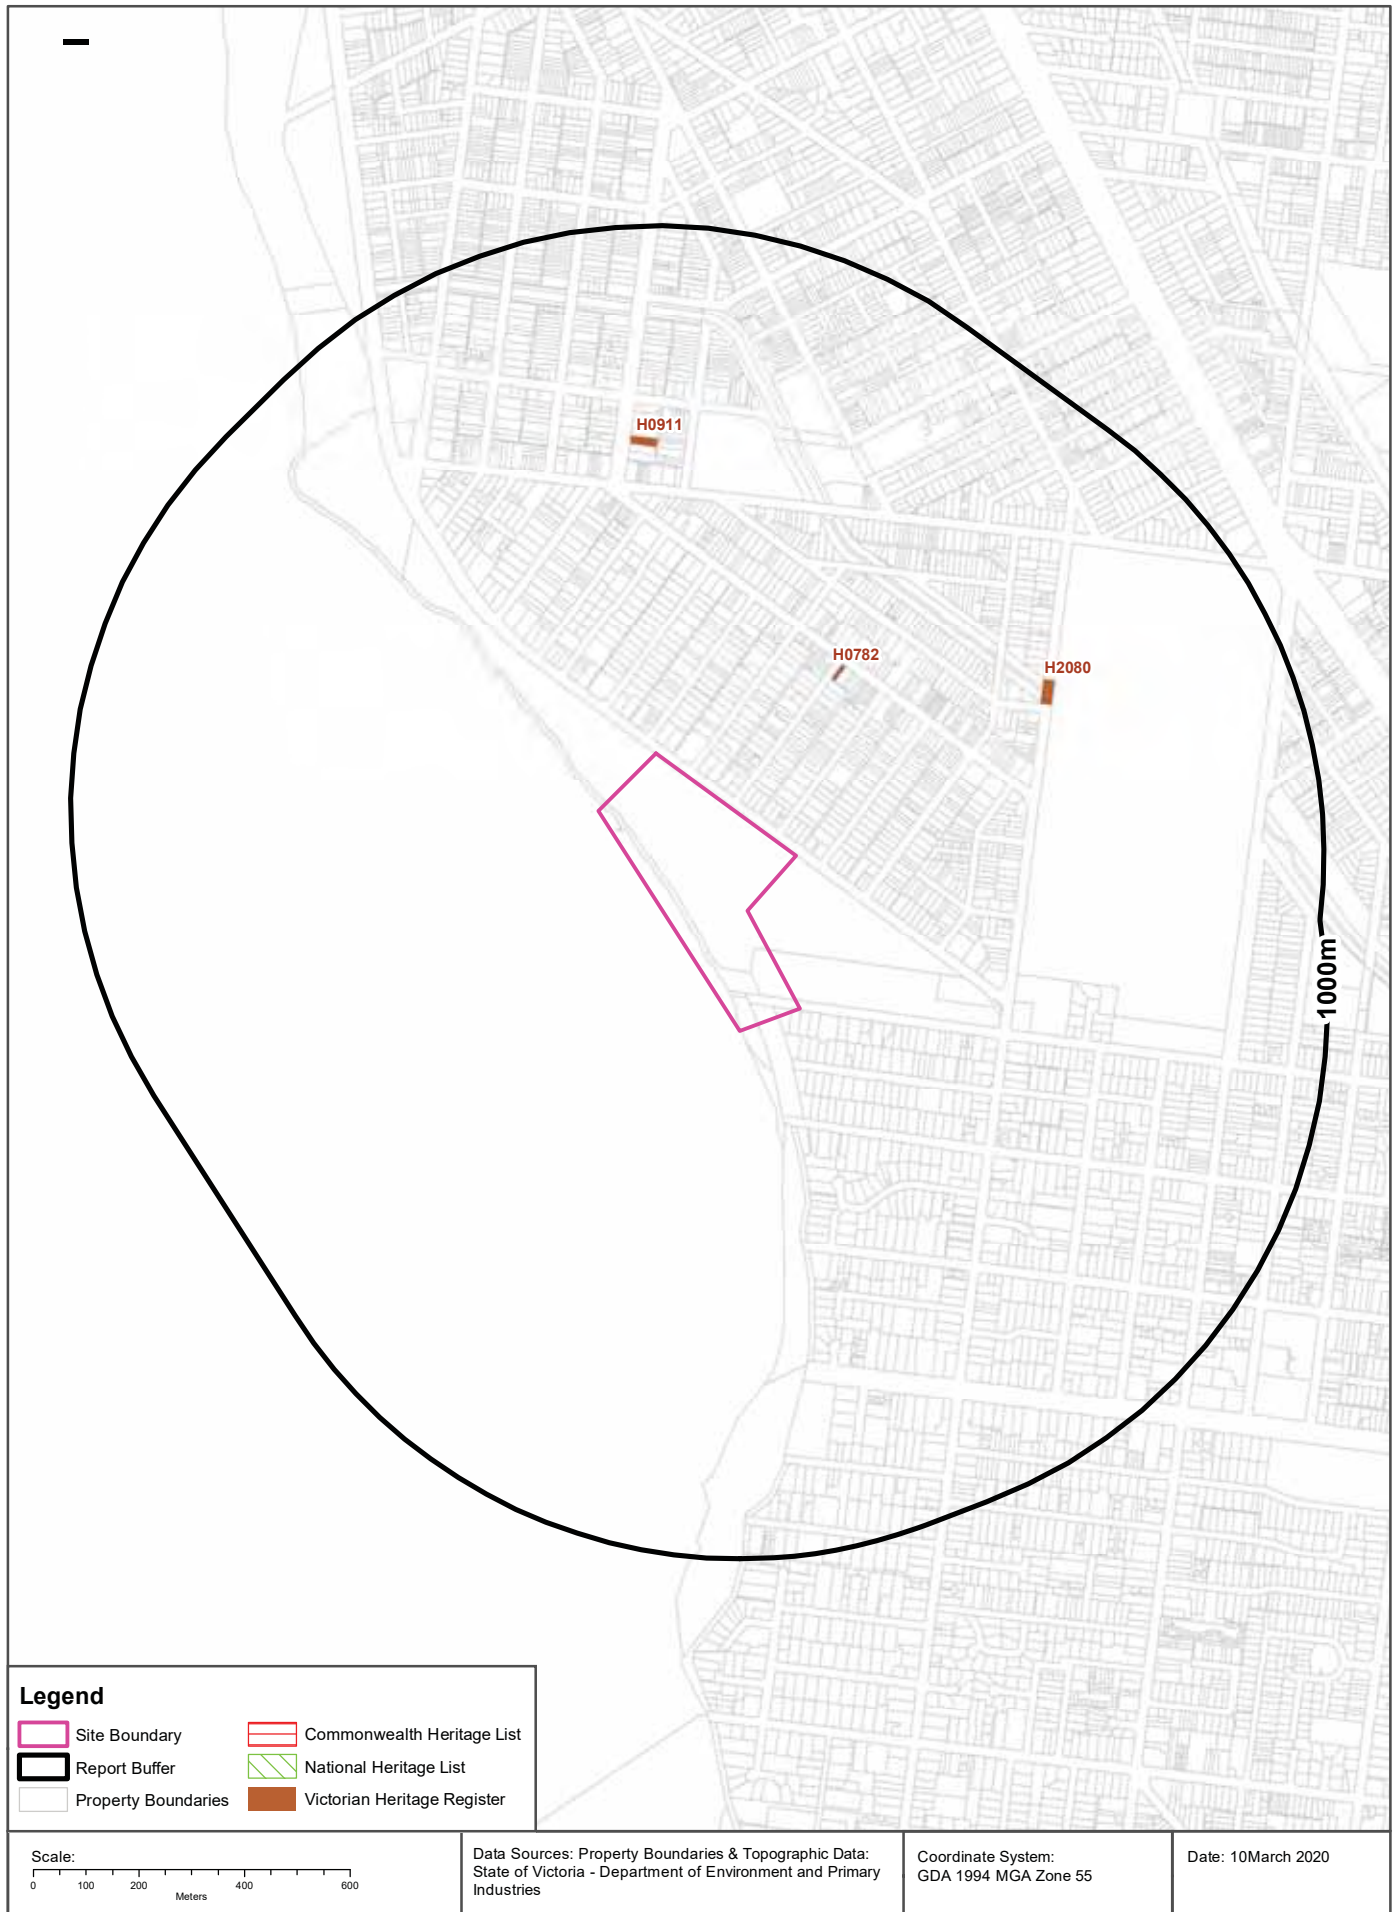 H0911
H0782
H2080
1000m
Legend
Site Boundary
Report Buffer
Property Boundaries
Commonwealth Heritage List
National Heritage List
Victorian Heritage Register
Scale:
0 100 200 400 600
Meters
Data Sources: Property Boundaries & Topographic Data:
State of Victoria - Department of Environment and Primary
Industries
Coordinate System:
GDA 1994 MGA Zone 55
Date: 10March 2020